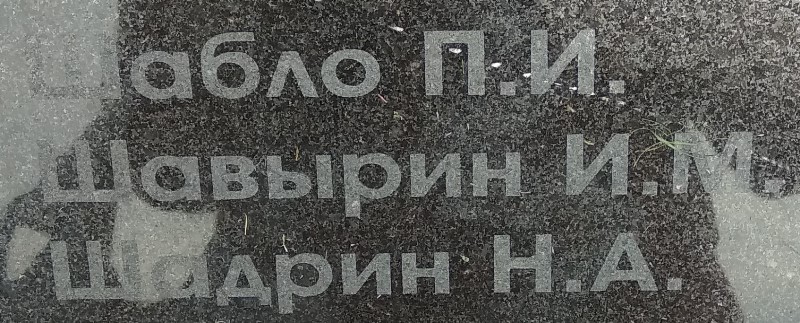 Шабло П.И.
Шавырин И.М.
Шадрин Н.А.